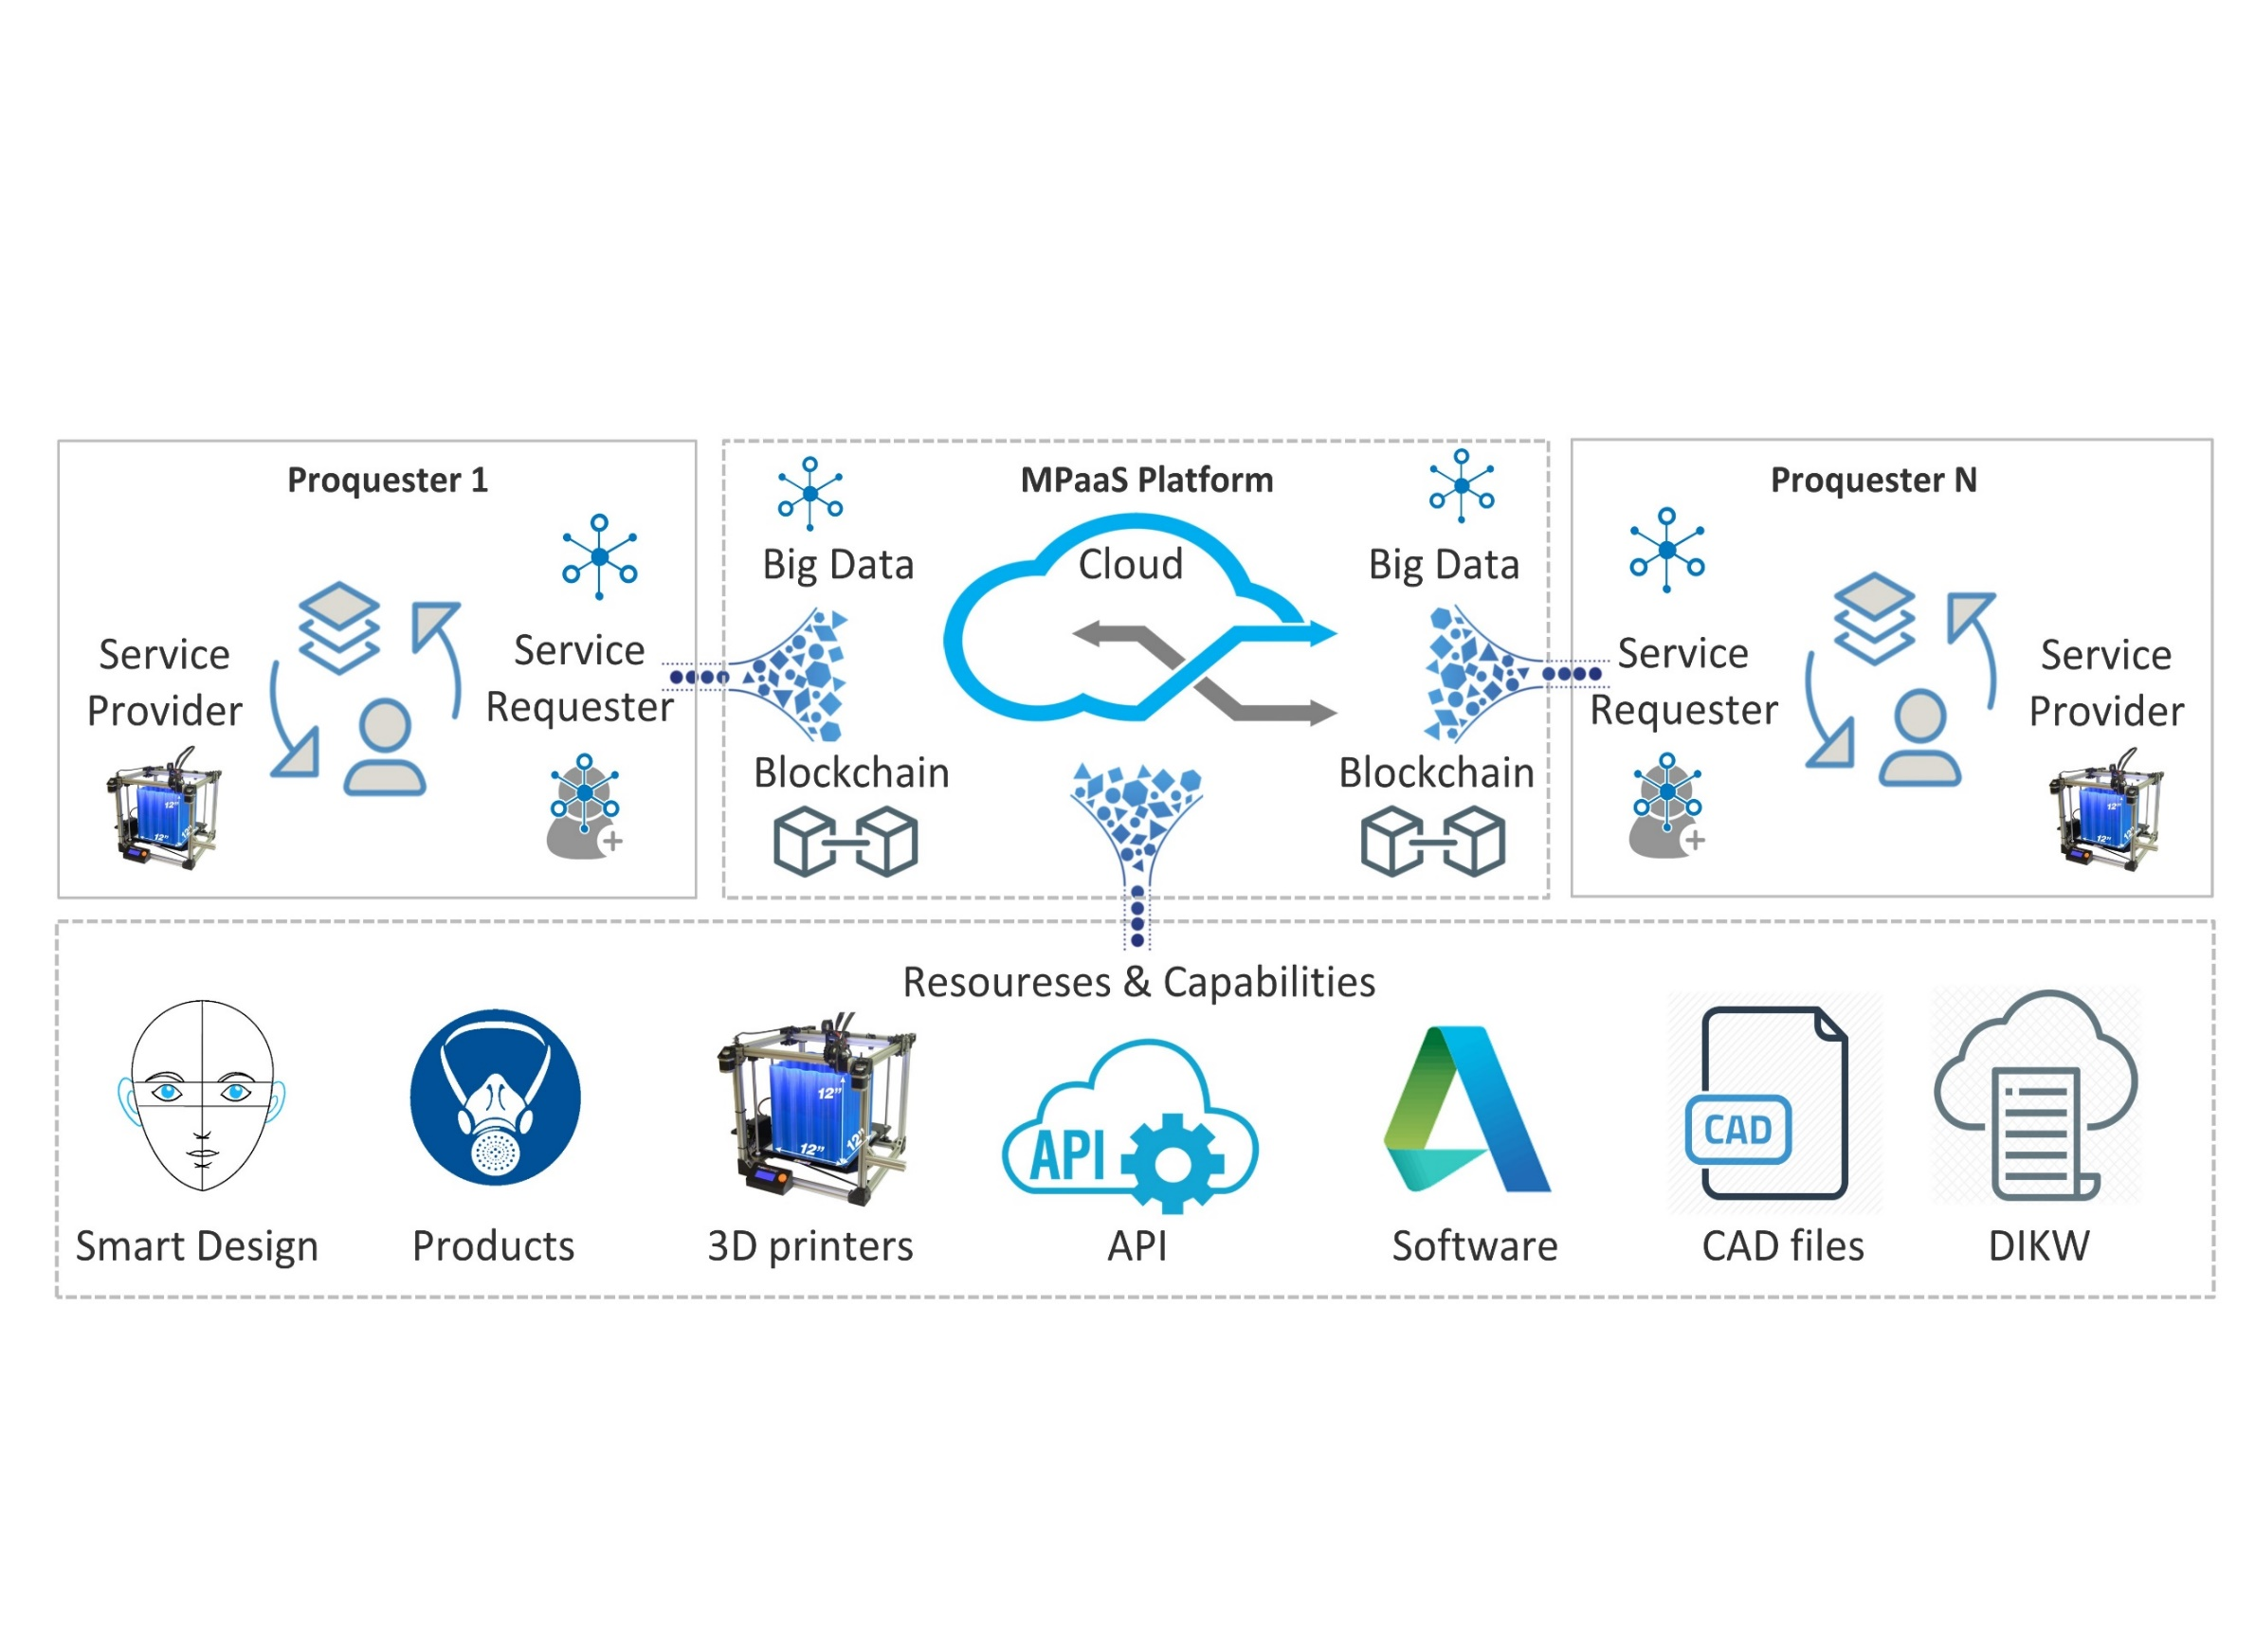 Proquester 1
Service
Provider
Service
Requester
12"
12"
12"
MPaaS Platform
Big Data
Cloud
Big Data
Blockchain
Blockchain
Proquester N
Service
Requester
Service
Provider
12"
12"
12"
Resoureses & Capabilities
12"
12"
12"
API
CAD
Smart Design
Products
3D printers
API
Software
CAD files
DIKW